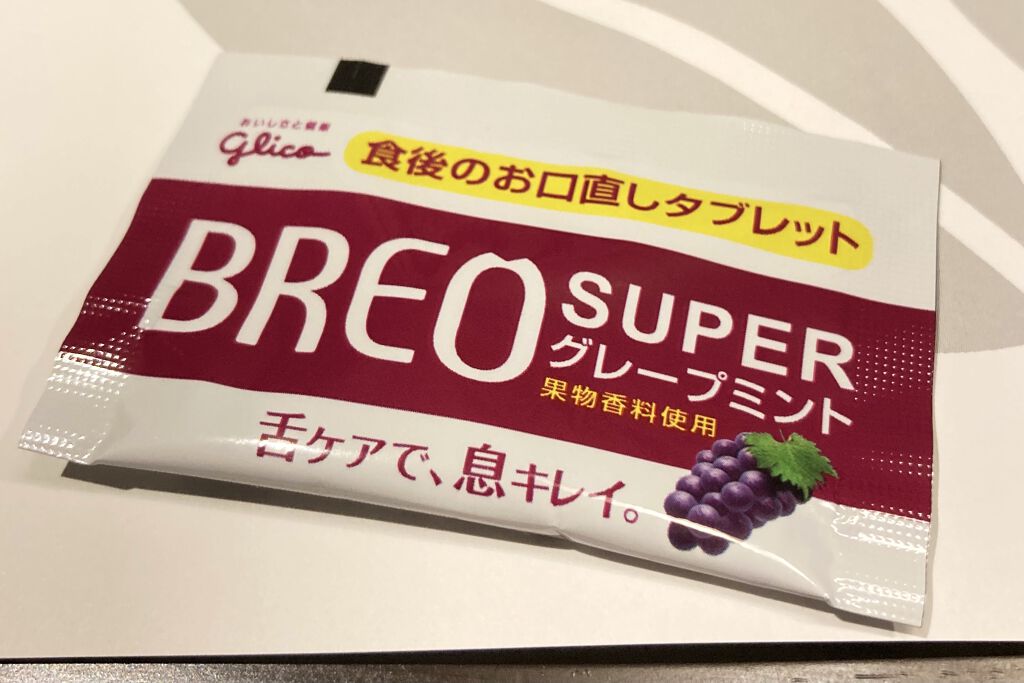 おいしさと健康
glico
食後のお口直しタブレット
BREO
SUPER
グレープミント
果物香料使用
舌ケアで、息キレイ。